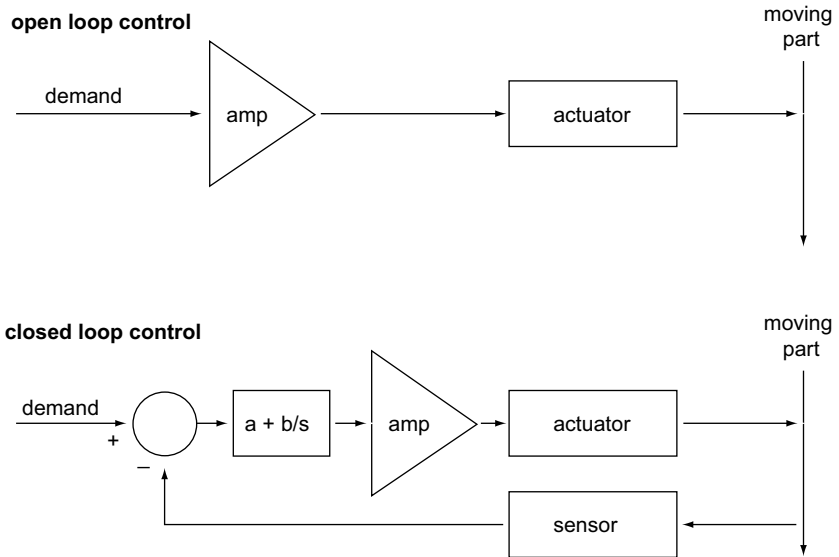 open loop control
moving
part
demand
amp
actuator
closed loop control
moving
part
demand
+
−
a + b/s
amp
actuator
sensor